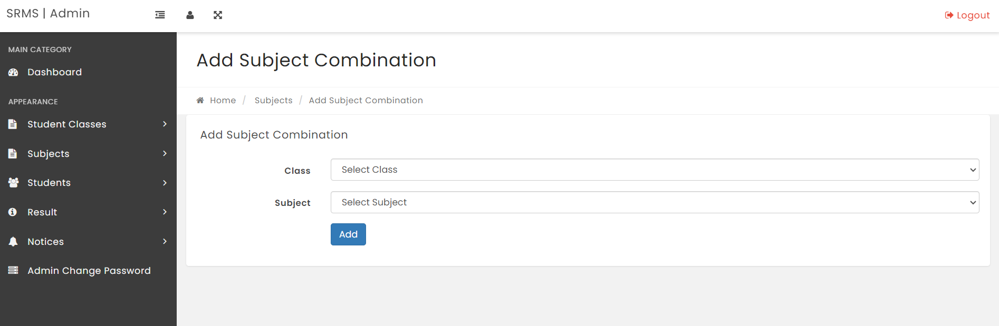 SRMS | Admin
Logout
MAIN CATEGORY
Dashboard
APPEARANCE
Student Classes
Subjects
Students
Result
Notices
Admin Change Password
Add Subject Combination
Home / Subjects / Add Subject Combination
Add Subject Combination
Class Select Class
Subject Select Subject
Add